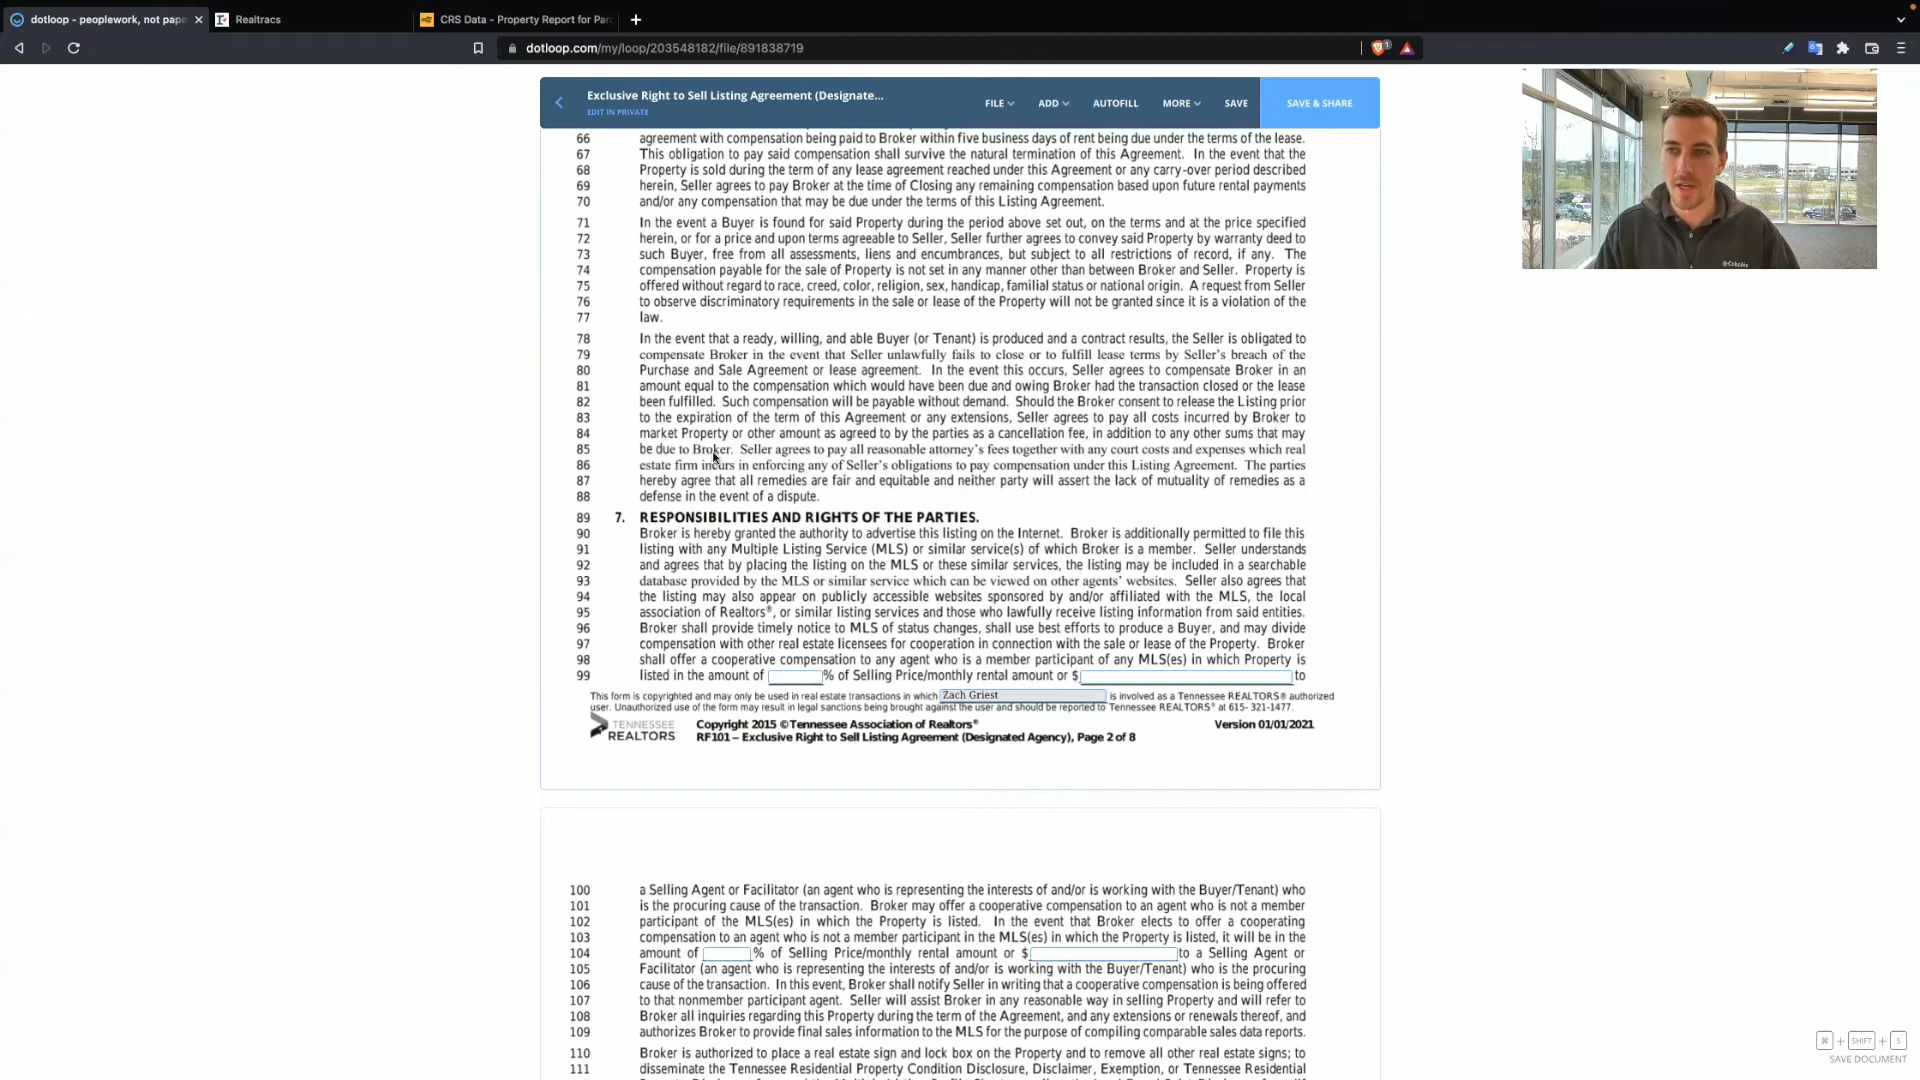 dotloop - peoplework, not pap
Realtracs
CRS Data - Property Report for Par
dotloop.com/my/loop/203548182/file/891838719
Exclusive Right to Sell Listing Agreement (Designate...
EDIT IN PRIVATE
FILE
ADD
AUTOFILL
MORE
SAVE
SAVE & SHARE
66 agreement with compensation being paid to Broker within five business days of rent being due under the terms of the lease.
67 This obligation to pay said compensation shall survive the natural termination of this Agreement. In the event that the
68 Property is sold during the term of any lease agreement reached under this Agreement or any carry-over period described
69 herein, Seller agrees to pay Broker at the time of Closing any remaining compensation based upon future rental payments
70 and/or any compensation that may be due under the terms of this Listing Agreement.
71 In the event a Buyer is found for said Property during the period above set out, on the terms and at the price specified
72 herein, or for a price and upon terms agreeable to Seller, Seller further agrees to convey said Property by warranty deed to
73 such Buyer, free from all assessments, liens and encumbrances, but subject to all restrictions of record, if any. The
74 compensation payable for the sale of Property is not set in any manner other than between Broker and Seller. Property is
75 offered without regard to race, creed, color, religion, sex, handicap, familial status or national origin. A request from Seller
76 to observe discriminatory requirements in the sale or lease of the Property will not be granted since it is a violation of the
77 law.
78 In the event that a ready, willing, and able Buyer (or Tenant) is produced and a contract results, the Seller is obligated to
79 compensate Broker in the event that Seller unlawfully fails to close or to fulfill lease terms by Seller's breach of the
80 Purchase and Sale Agreement or lease agreement. In the event this occurs, Seller agrees to compensate Broker in an
81 amount equal to the compensation which would have been due and owing Broker had the transaction closed or the lease
82 been fulfilled. Such compensation will be payable without demand. Should the Broker consent to release the Listing prior
83 to the expiration of the term of this Agreement or any extensions, Seller agrees to pay all costs incurred by Broker to
84 market Property or other amount as agreed to by the parties as a cancellation fee, in addition to any other sums that may
85 be due to Broker. Seller agrees to pay all reasonable attorney's fees together with any court costs and expenses which real
86 estate firm incurs in enforcing any of Seller's obligations to pay compensation under this Listing Agreement. The parties
87 hereby agree that all remedies are fair and equitable and neither party will assert the lack of mutuality of remedies as a
88 defense in the event of a dispute.
89 7. RESPONSIBILITIES AND RIGHTS OF THE PARTIES.
90 Broker is hereby granted the authority to advertise this listing on the Internet. Broker is additionally permitted to file this
91 listing with any Multiple Listing Service (MLS) or similar service(s) of which Broker is a member. Seller understands
92 and agrees that by placing the listing on the MLS or these similar services, the listing may be included in a searchable
93 database provided by the MLS or similar service which can be viewed on other agents' websites. Seller also agrees that
94 the listing may also appear on publicly accessible websites sponsored by and/or affiliated with the MLS, the local
95 association of Realtors®, or similar listing services and those who lawfully receive listing information from said entities.
96 Broker shall provide timely notice to MLS of status changes, shall use best efforts to produce a Buyer, and may divide
97 compensation with other real estate licensees for cooperation in connection with the sale or lease of the Property. Broker
98 shall offer a cooperative compensation to any agent who is a member participant of any MLS(es) in which Property is
99 listed in the amount of % of Selling Price/monthly rental amount or $ to
This form is copyrighted and may only be used in real estate transactions in which Zach Griest is involved as a Tennessee REALTORS® authorized
user. Unauthorized use of the form may result in legal sanctions being brought against the user and should be reported to Tennessee REALTORS® at 615- 321-1477.
TENNESSEE
REALTORS
Copyright 2015 © Tennessee Association of Realtors® Version 01/01/2021
RF101 – Exclusive Right to Sell Listing Agreement (Designated Agency), Page 2 of 8
100 a Selling Agent or Facilitator (an agent who is representing the interests of and/or is working with the Buyer/Tenant) who
101 is the procuring cause of the transaction. Broker may offer a cooperative compensation to an agent who is not a member
102 participant of the MLS(es) in which the Property is listed. In the event that Broker elects to offer a cooperating
103 compensation to an agent who is not a member participant in the MLS(es) in which the Property is listed, it will be in the
104 amount of % of Selling Price/monthly rental amount or $ to a Selling Agent or
105 Facilitator (an agent who is representing the interests of and/or is working with the Buyer/Tenant) who is the procuring
106 cause of the transaction. In this event, Broker shall notify Seller in writing that a cooperative compensation is being offered
107 to that nonmember participant agent. Seller will assist Broker in any reasonable way in selling Property and will refer to
108 Broker all inquiries regarding this Property during the term of the Agreement, and any extensions or renewals thereof, and
109 authorizes Broker to provide final sales information to the MLS for the purpose of compiling comparable sales data reports.
110 Broker is authorized to place a real estate sign and lock box on the Property and to remove all other real estate signs; to
111 disseminate the Tennessee Residential Property Condition Disclosure, Disclaimer, Exemption, or Tennessee Residential
Columbia
⌘ + SHIFT + S
SAVE DOCUMENT